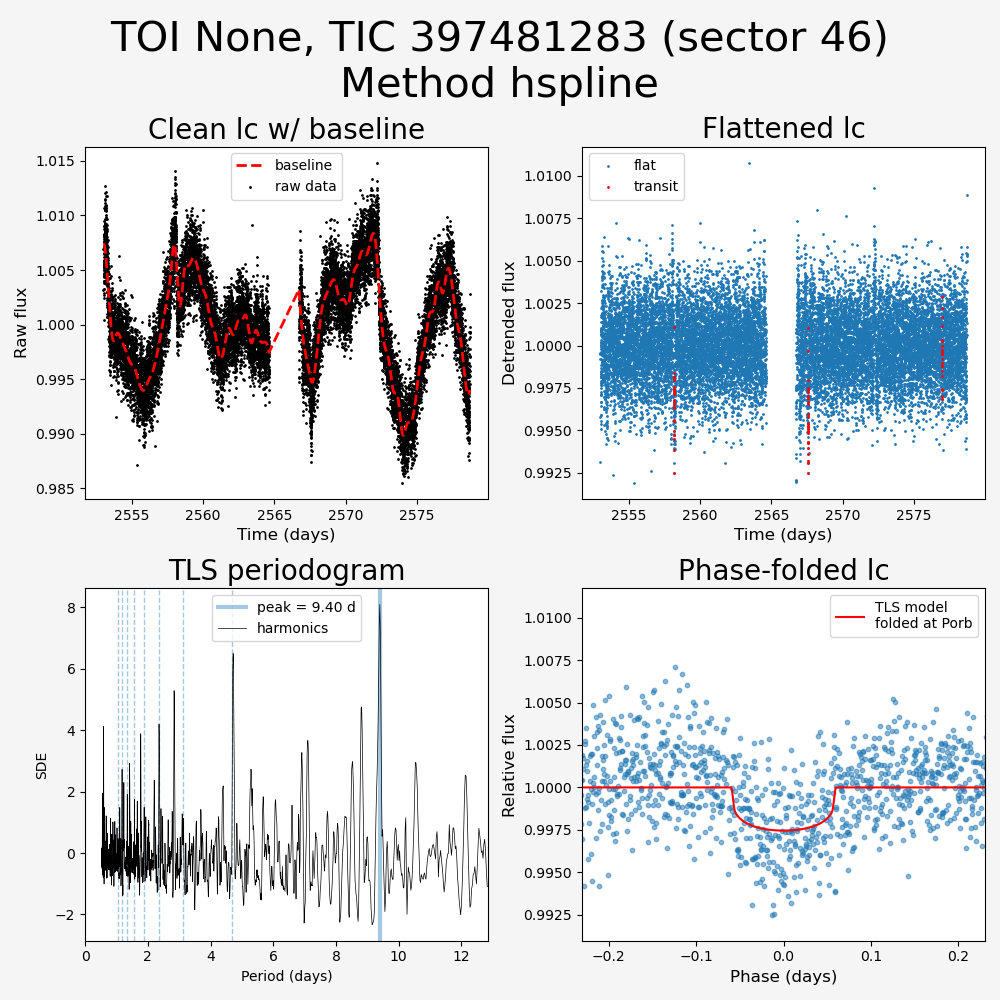 TOI None, TIC 397481283 (sector 46)
Method hspline
Clean lc w/ baseline
Flattened lc
1.015
1.010
1.005
1.000
0.995
0.990
0.985
Raw flux
baseline
raw data
2555
2560
2565
2570
2575
Time (days)
1.0100
1.0075
1.0050
1.0025
1.0000
0.9975
0.9950
0.9925
Detrended flux
flat
transit
2555
2560
2565
2570
2575
Time (days)
TLS periodogram
Phase-folded lc
8
6
4
2
0
−2
SDE
peak = 9.40 d
harmonics
0
2
4
6
8
10
12
Period (days)
1.0100
1.0075
1.0050
1.0025
1.0000
0.9975
0.9950
0.9925
Relative flux
TLS model
folded at Porb
−0.2
−0.1
0.0
0.1
0.2
Phase (days)